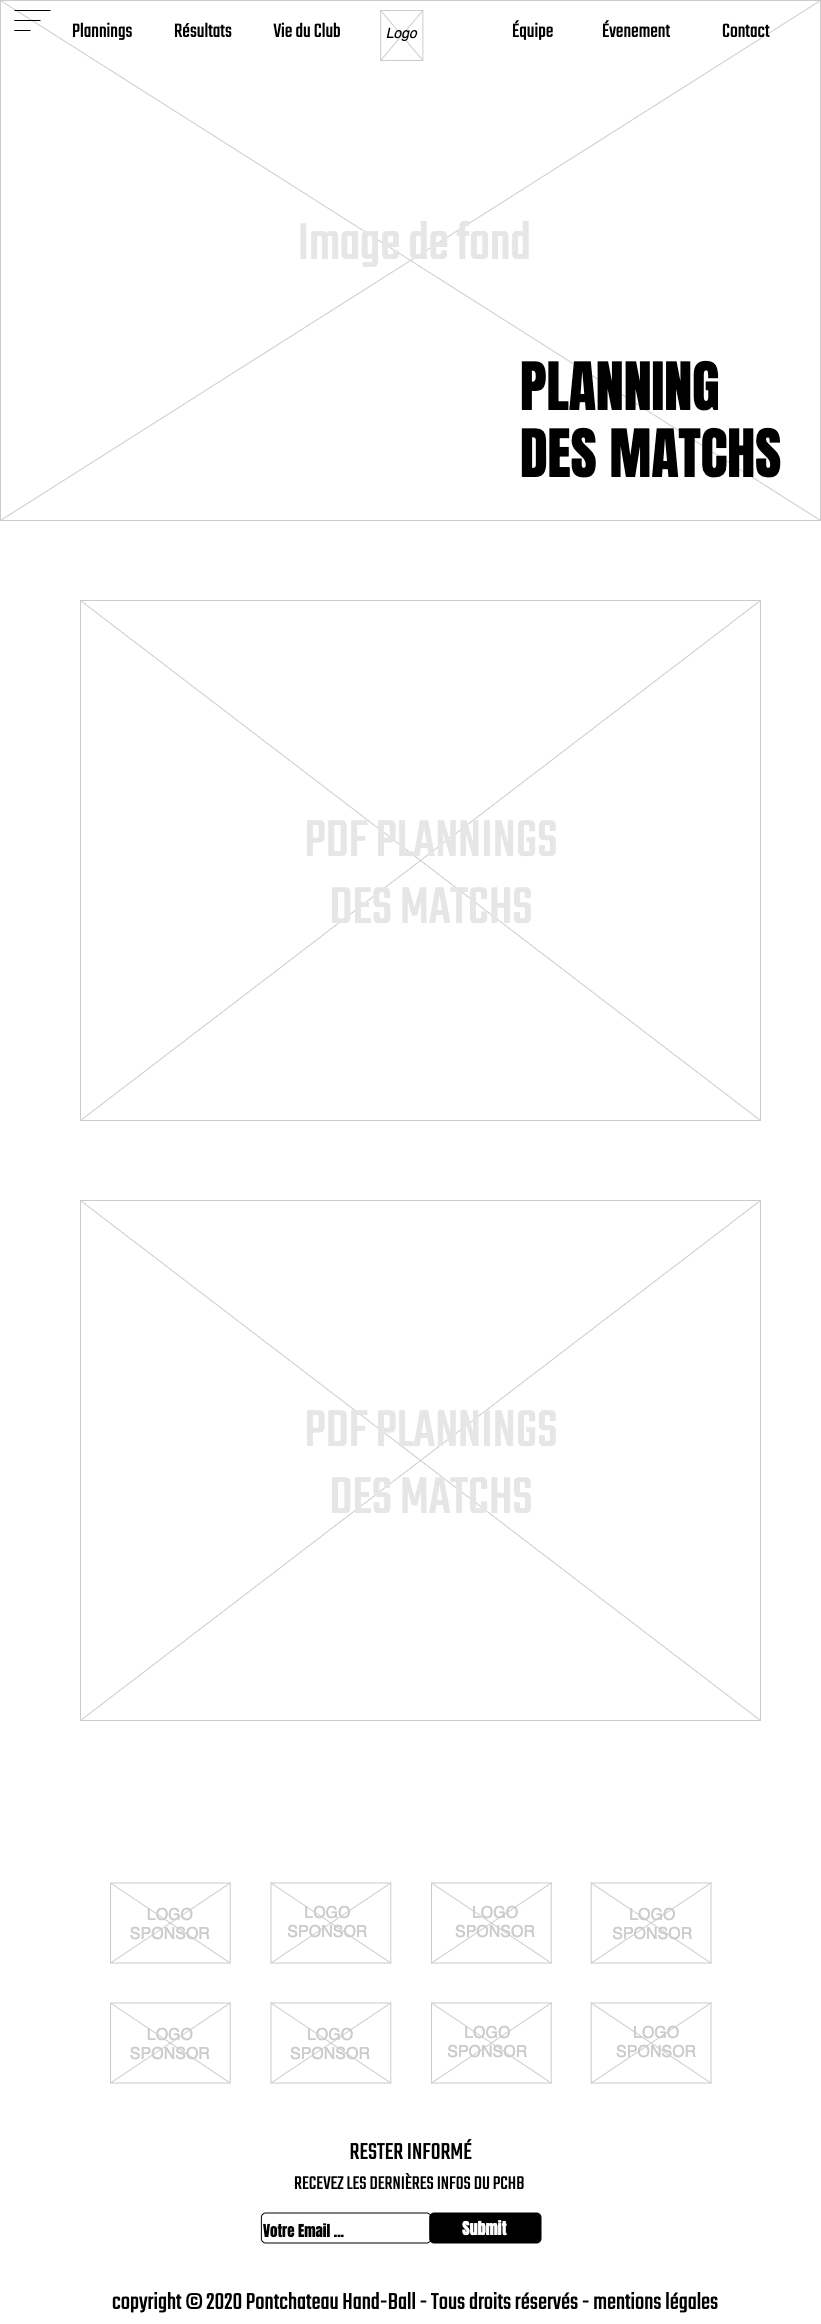 Plannings Résultats Vie du Club Logo Équipe Évenement Contact
Image de fond
PLANNING
DES MATCHS
PDF PLANNINGS
DES MATCHS
PDF PLANNINGS
DES MATCHS
LOGO
SPONSOR
LOGO
SPONSOR
LOGO
SPONSOR
LOGO
SPONSOR
LOGO
SPONSOR
LOGO
SPONSOR
LOGO
SPONSOR
LOGO
SPONSOR
RESTER INFORMÉ
RECEVEZ LES DERNIÈRES INFOS DU PCHB
Votre Email ... Submit
copyright © 2020 Pontchateau Hand-Ball - Tous droits réservés - mentions légales